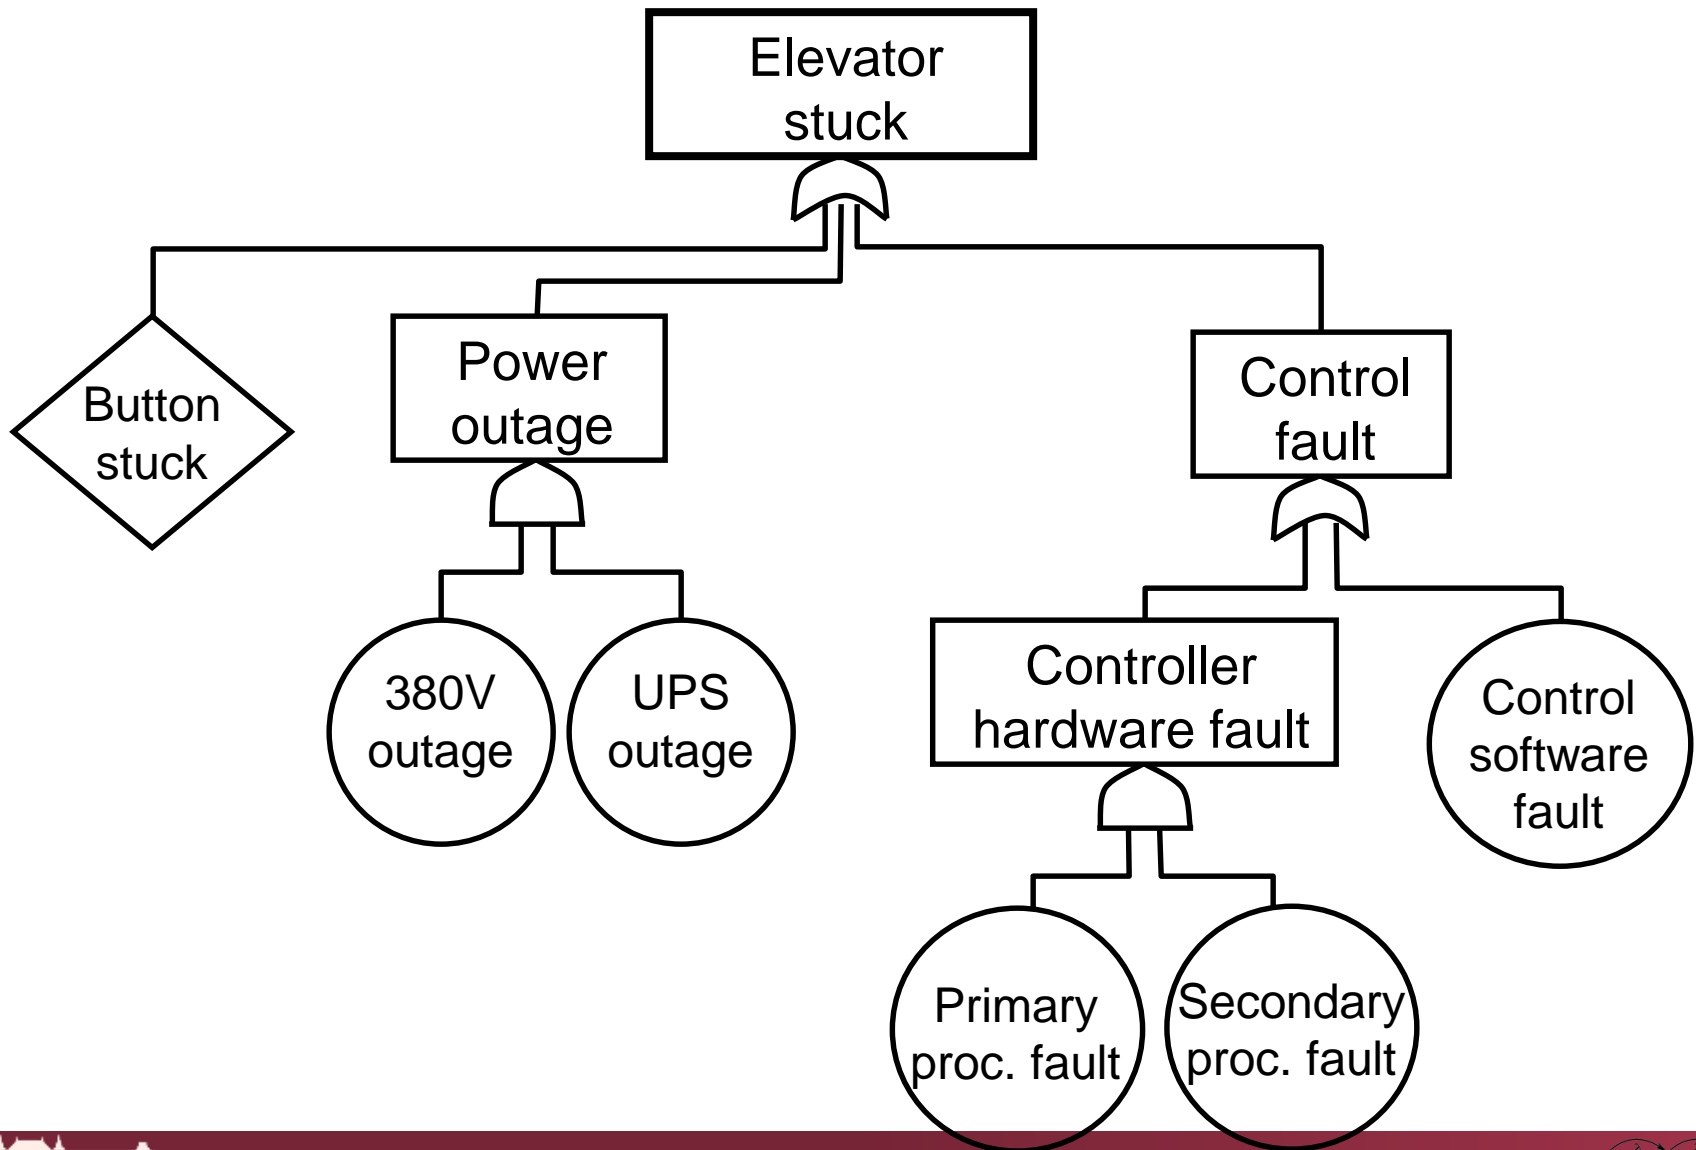 Elevator
stuck
Button
stuck
Power
outage
Control
fault
380V
outage
UPS
outage
Controller
hardware fault
Control
software
fault
Primary
proc. fault
Secondary
proc. fault